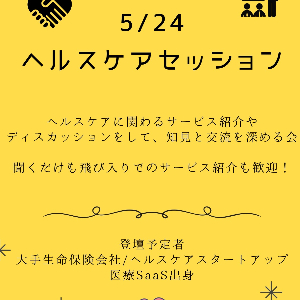 5/24
ヘルスケアセッション
ヘルスケアに関わるサービス紹介や
ディスカッションをして、知見と交流を深める会
聞くだけも飛び入りでのサービス紹介も歓迎！
登壇予定者
大手生命保険会社/ヘルスケアスタートアップ
医療SaaS出身